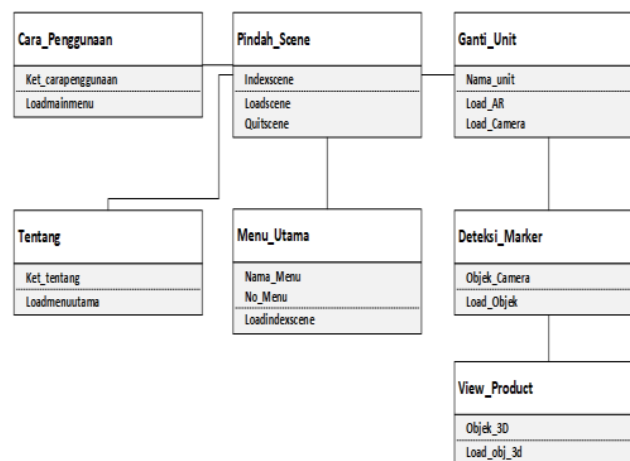 Cara_Penggunaan
Ket_carapenggunaan
Loadmainmenu
Pindah_Scene
Indexscene
Loadscene
Quitscene
Ganti_Unit
Nama_unit
Load_AR
Load_Camera
Tentang
Ket_tentang
Loadmenuutama
Menu_Utama
Nama_Menu
No_Menu
Loadindexscene
Deteksi_Marker
Objek_Camera
Load_Objek
View_Product
Objek_3D
Load_obj_3d